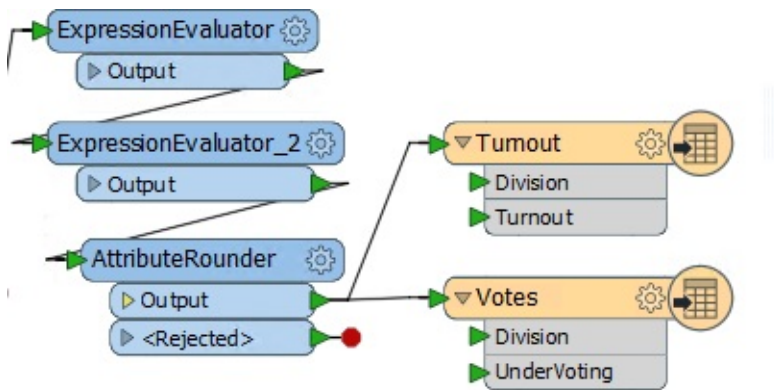 ExpressionEvaluator
Output
ExpressionEvaluator_2
Output
AttributeRounder
Output
<Rejected>
Turnout
Division
Turnout
Votes
Division
UnderVoting